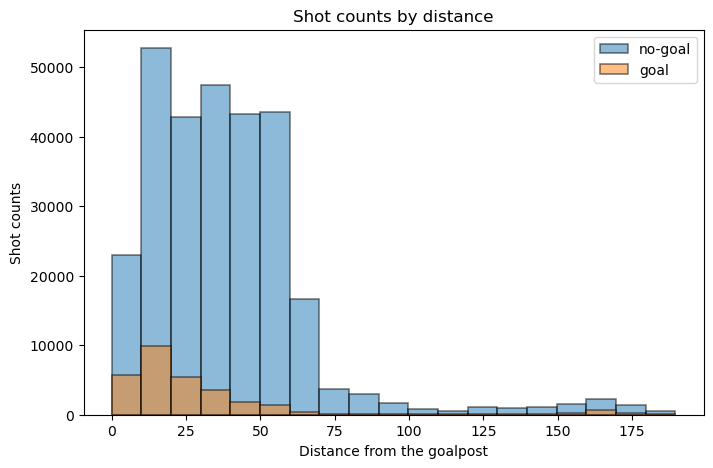 Shot counts by distance
no-goal
goal
Shot counts
50000
40000
30000
20000
10000
0
0 25 50 75 100 125 150 175
Distance from the goalpost